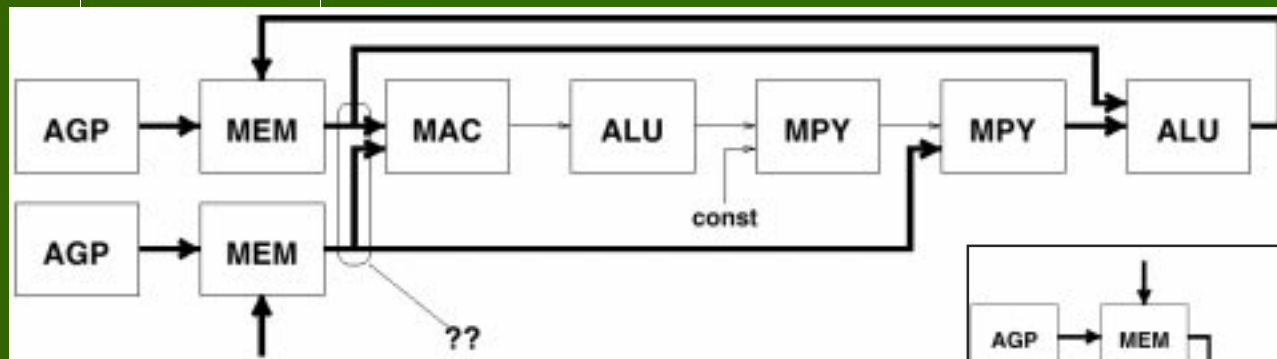 AGP MEM MAC ALU MPY MPY ALU
const
AGP MEM
??
AGP MEM